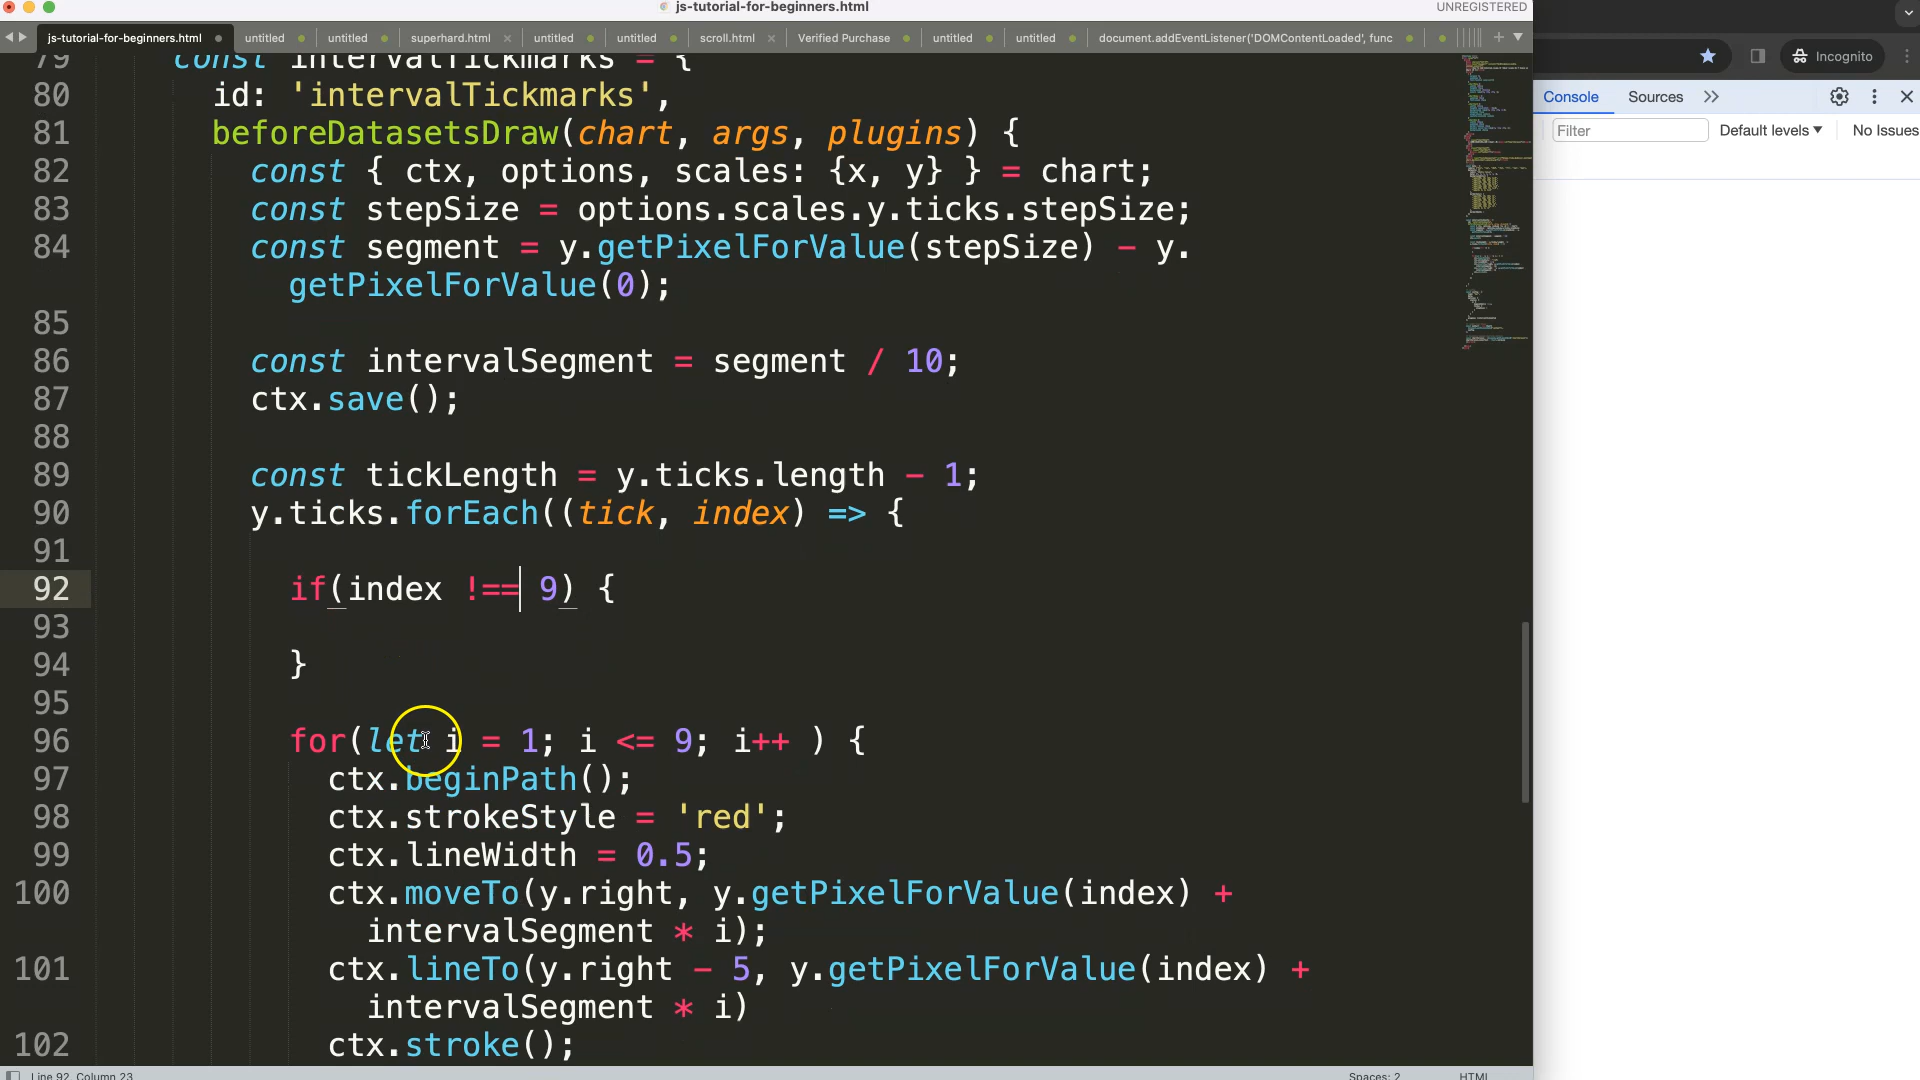 js-tutorial-for-beginners.html
UNREGISTERED
js-tutorial-for-beginners.html untitled untitled superhard.html untitled untitled scroll.html Verified Purchase untitled untitled document.addEventListener('DOMContentLoaded', func
Incognito
Console Sources
Filter Default levels No Issues
79 const intervalTickmarks = {
80 id: 'intervalTickmarks',
81 beforeDatasetsDraw(chart, args, plugins) {
82 const { ctx, options, scales: {x, y} } = chart;
83 const stepSize = options.scales.y.ticks.stepSize;
84 const segment = y.getPixelForValue(stepSize) - y.
getPixelForValue(0);
85
86 const intervalSegment = segment / 10;
87 ctx.save();
88
89 const tickLength = y.ticks.length - 1;
90 y.ticks.forEach((tick, index) => {
91
92 if(index !== 9) {
93
94 }
95
96 for(let i = 1; i <= 9; i++ ) {
97 ctx.beginPath();
98 ctx.strokeStyle = 'red';
99 ctx.lineWidth = 0.5;
100 ctx.moveTo(y.right, y.getPixelForValue(index) +
intervalSegment * i);
101 ctx.lineTo(y.right - 5, y.getPixelForValue(index) +
intervalSegment * i)
102 ctx.stroke();
Line 92, Column 23 Spaces: 2 HTML